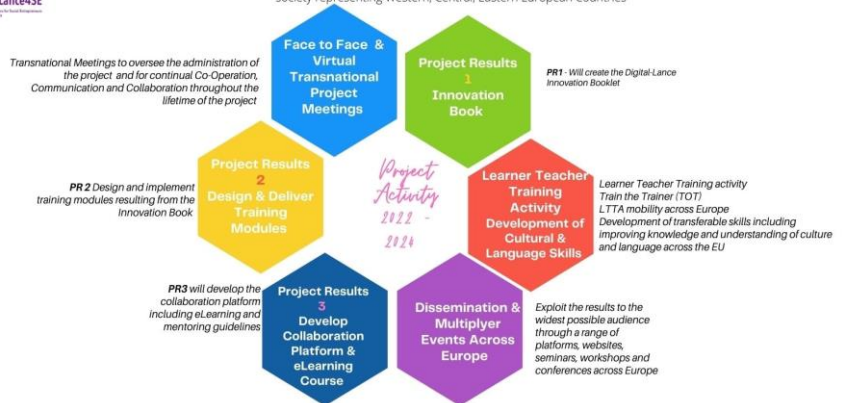 Face to Face &
Virtual
Transnational
Project
Meetings
Transnational Meetings to oversee the administration of
the project and for continual Co-Operation,
Communication and Collaboration throughout the
lifetime of the project
Project Results
1
Innovation
Book
PR1 - Will create the Digital-Lance
Innovation Booklet
Project Results
2
Design & Deliver
Training
Modules
PR 2 Design and implement
training modules resulting from the
Innovation Book
Project
Activity
2022 -
2024
Learner Teacher
Training
Activity
Development of
Cultural &
Language Skills
Learner Teacher Training activity
Train the Trainer (TOT)
LTTA mobility across Europe
Development of transferable skills including
improving knowledge and understanding of culture
and language across the EU
PR3 will develop the
collaboration platform
including eLearning and
mentoring guidelines
Project Results
3
Develop
Collaboration
Platform &
eLearning
Course
Dissemination &
Multiplyer
Events Across
Europe
Exploit the results to the
widest possible audience
through a range of
platforms, websites,
seminars, workshops and
conferences across Europe